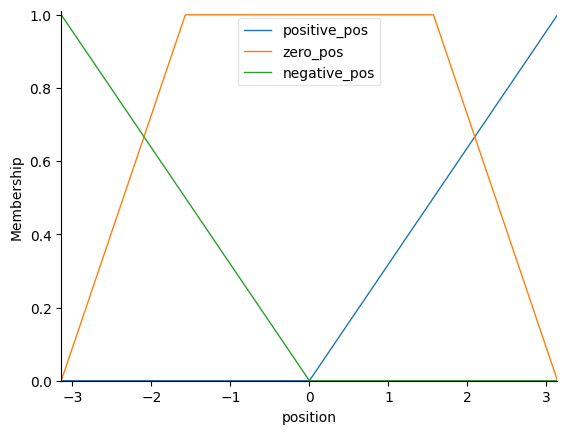 positive_pos
zero_pos
negative_pos
Membership
1.0
0.8
0.6
0.4
0.2
0.0
−3 −2 −1 0 1 2 3
position